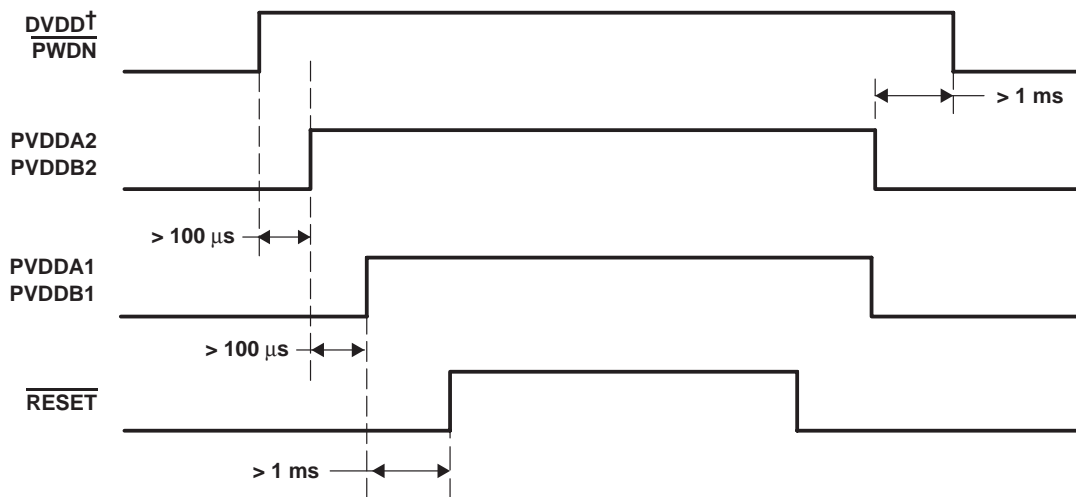 DVDD†
PWDN
> 1 ms
PVDDA2
PVDDB2
> 100 μs
PVDDA1
PVDDB1
> 100 μs
RESET
> 1 ms